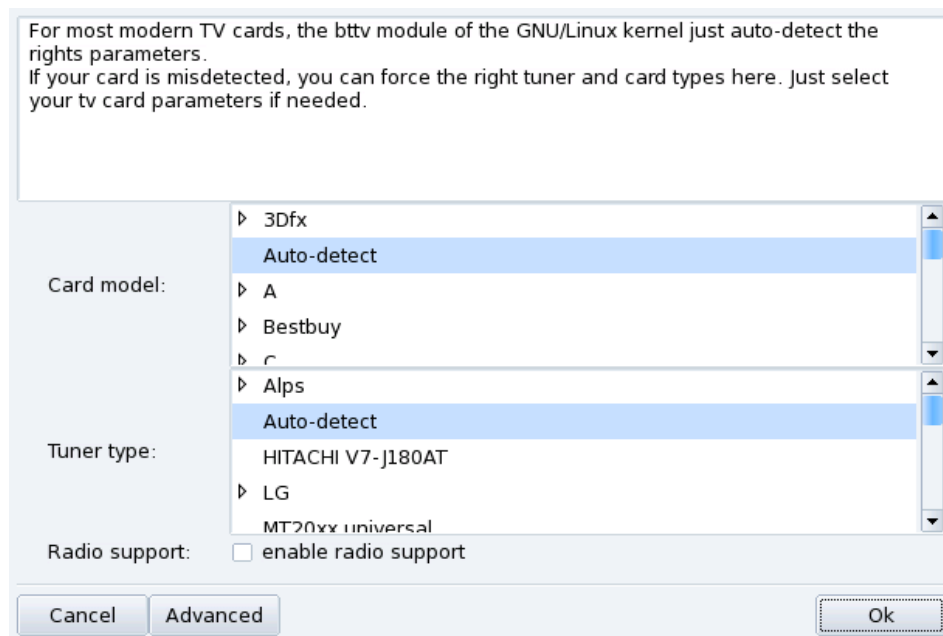 For most modern TV cards, the bttv module of the GNU/Linux kernel just auto-detect the
rights parameters.
If your card is misdetected, you can force the right tuner and card types here. Just select
your tv card parameters if needed.
Card model:
3Dfx
Auto-detect
A
Bestbuy
C
Tuner type:
Alps
Auto-detect
HITACHI V7-J180AT
LG
MT20xx universal
Radio support:
enable radio support
Cancel
Advanced
Ok